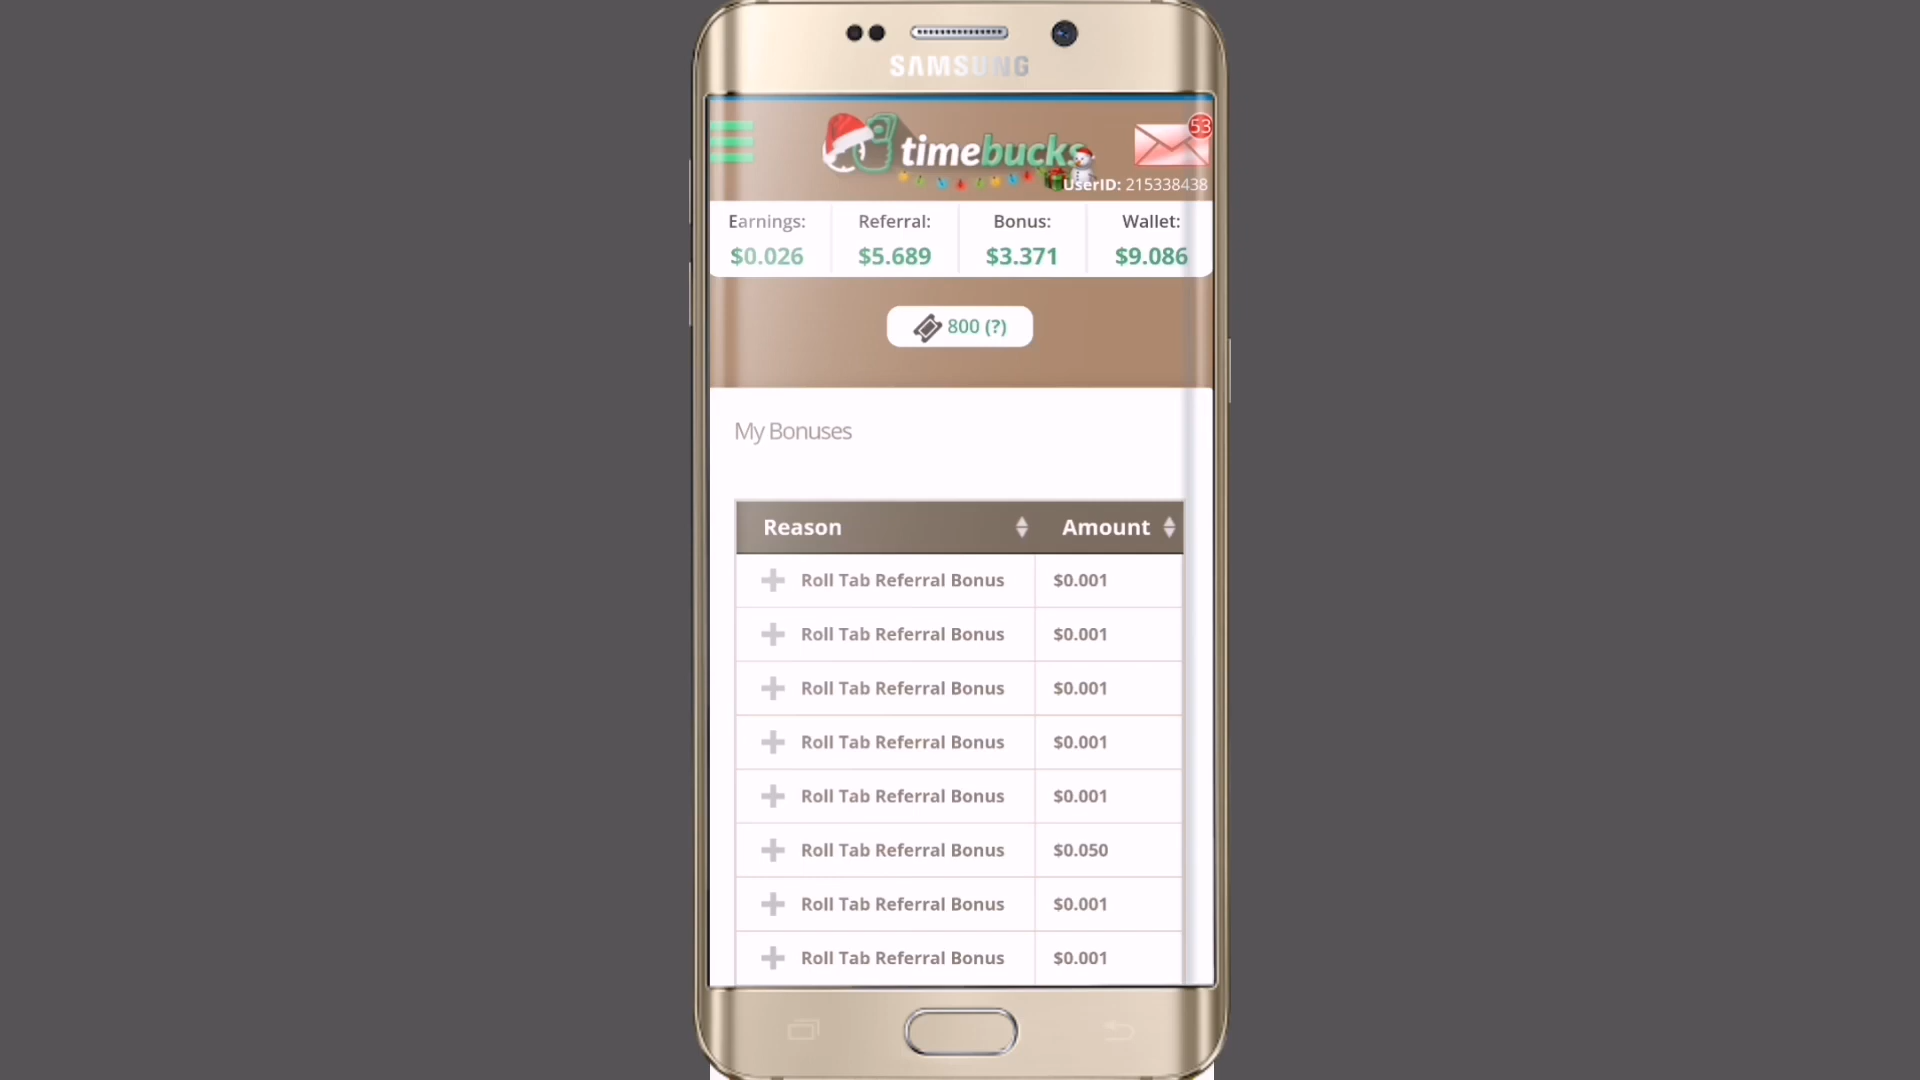 SAMSUNG
timebucks
53
UserID: 215338438
Earnings: Referral: Bonus: Wallet:
$0.026 $5.689 $3.371 $9.086
800 (?)
My Bonuses
Reason Amount
Roll Tab Referral Bonus $0.001
Roll Tab Referral Bonus $0.001
Roll Tab Referral Bonus $0.001
Roll Tab Referral Bonus $0.001
Roll Tab Referral Bonus $0.001
Roll Tab Referral Bonus $0.050
Roll Tab Referral Bonus $0.001
Roll Tab Referral Bonus $0.001